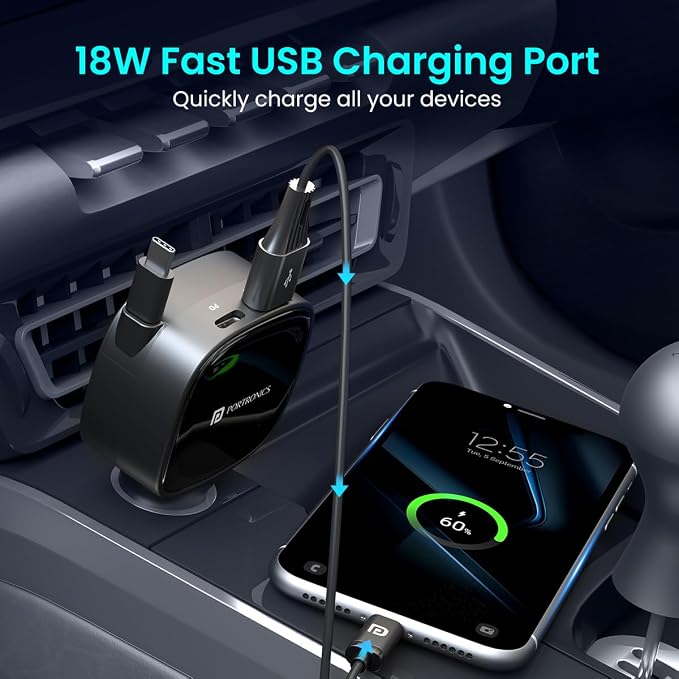 18W Fast USB Charging Port
Quickly charge all your devices
PD
PORTRONICS
12:55
Tue, 5 September
60%